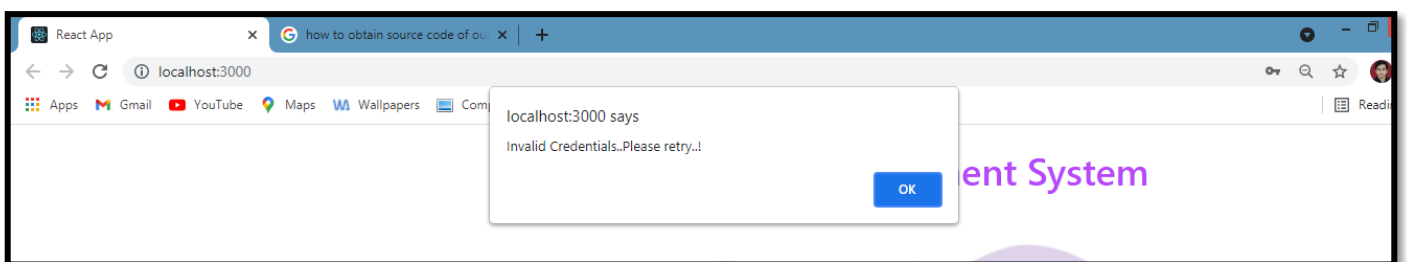 React App
how to obtain source code of ou
localhost:3000
Apps Gmail YouTube Maps Wallpapers Com Readi
localhost:3000 says
Invalid Credentials..Please retry..!
OK
ent System